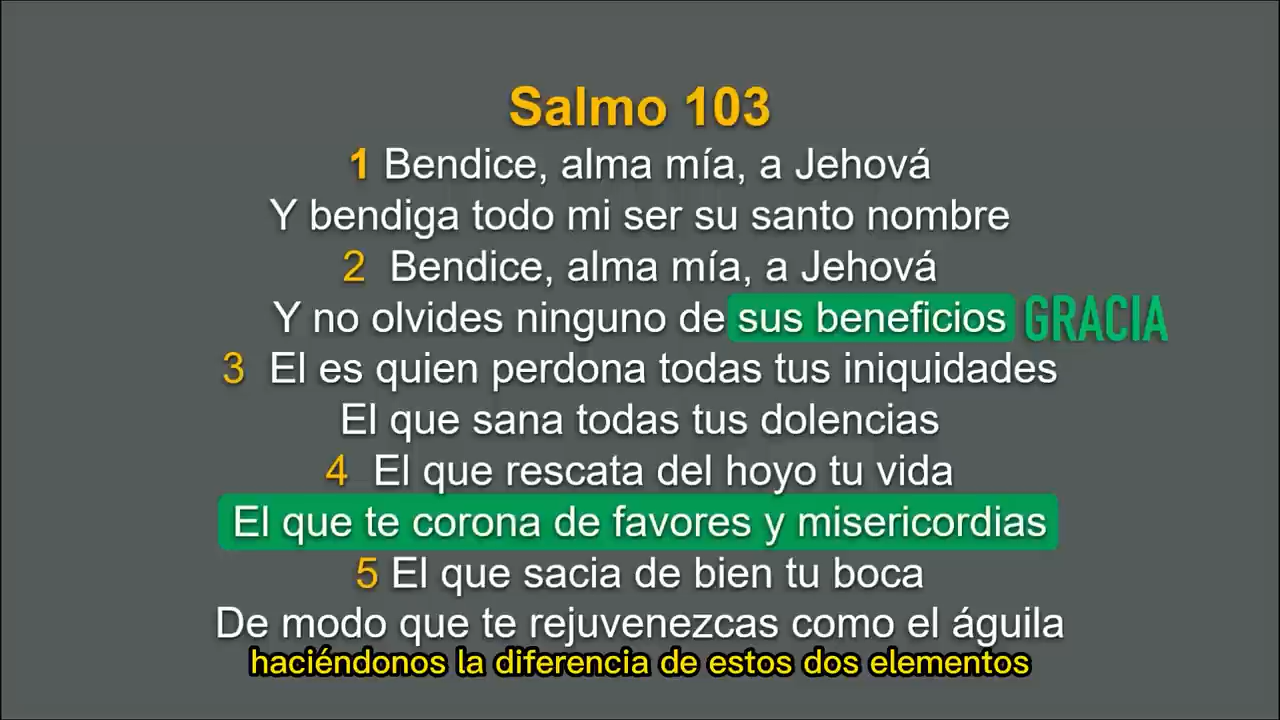 Salmo 103
1 Bendice, alma mía, a Jehová
Y bendiga todo mi ser su santo nombre
2 Bendice, alma mía, a Jehová
Y no olvides ninguno de sus beneficios GRACIA
3 El es quien perdona todas tus iniquidades
El que sana todas tus dolencias
4 El que rescata del hoyo tu vida
El que te corona de favores y misericordias
5 El que sacia de bien tu boca
De modo que te rejuvenezcas como el águila
haciéndonos la diferencia de estos dos elementos